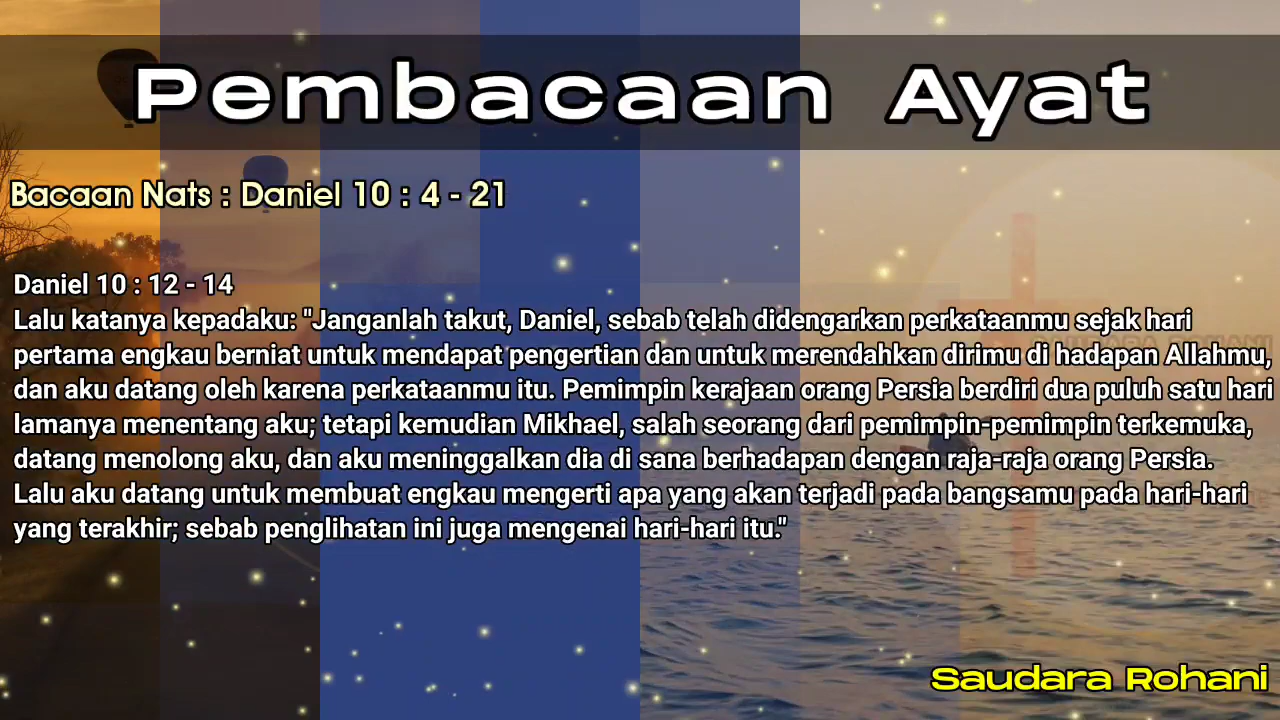 Pembacaan Ayat
Bacaan Nats : Daniel 10 : 4 - 21
Daniel 10 : 12 - 14
Lalu katanya kepadaku: "Janganlah takut, Daniel, sebab telah didengarkan perkataanmu sejak hari
pertama engkau berniat untuk mendapat pengertian dan untuk merendahkan dirimu di hadapan Allahmu,
dan aku datang oleh karena perkataanmu itu. Pemimpin kerajaan orang Persia berdiri dua puluh satu hari
lamanya menentang aku; tetapi kemudian Mikhael, salah seorang dari pemimpin-pemimpin terkemuka,
datang menolong aku, dan aku meninggalkan dia di sana berhadapan dengan raja-raja orang Persia.
Lalu aku datang untuk membuat engkau mengerti apa yang akan terjadi pada bangsamu pada hari-hari
yang terakhir; sebab penglihatan ini juga mengenai hari-hari itu."
Saudara Rohani